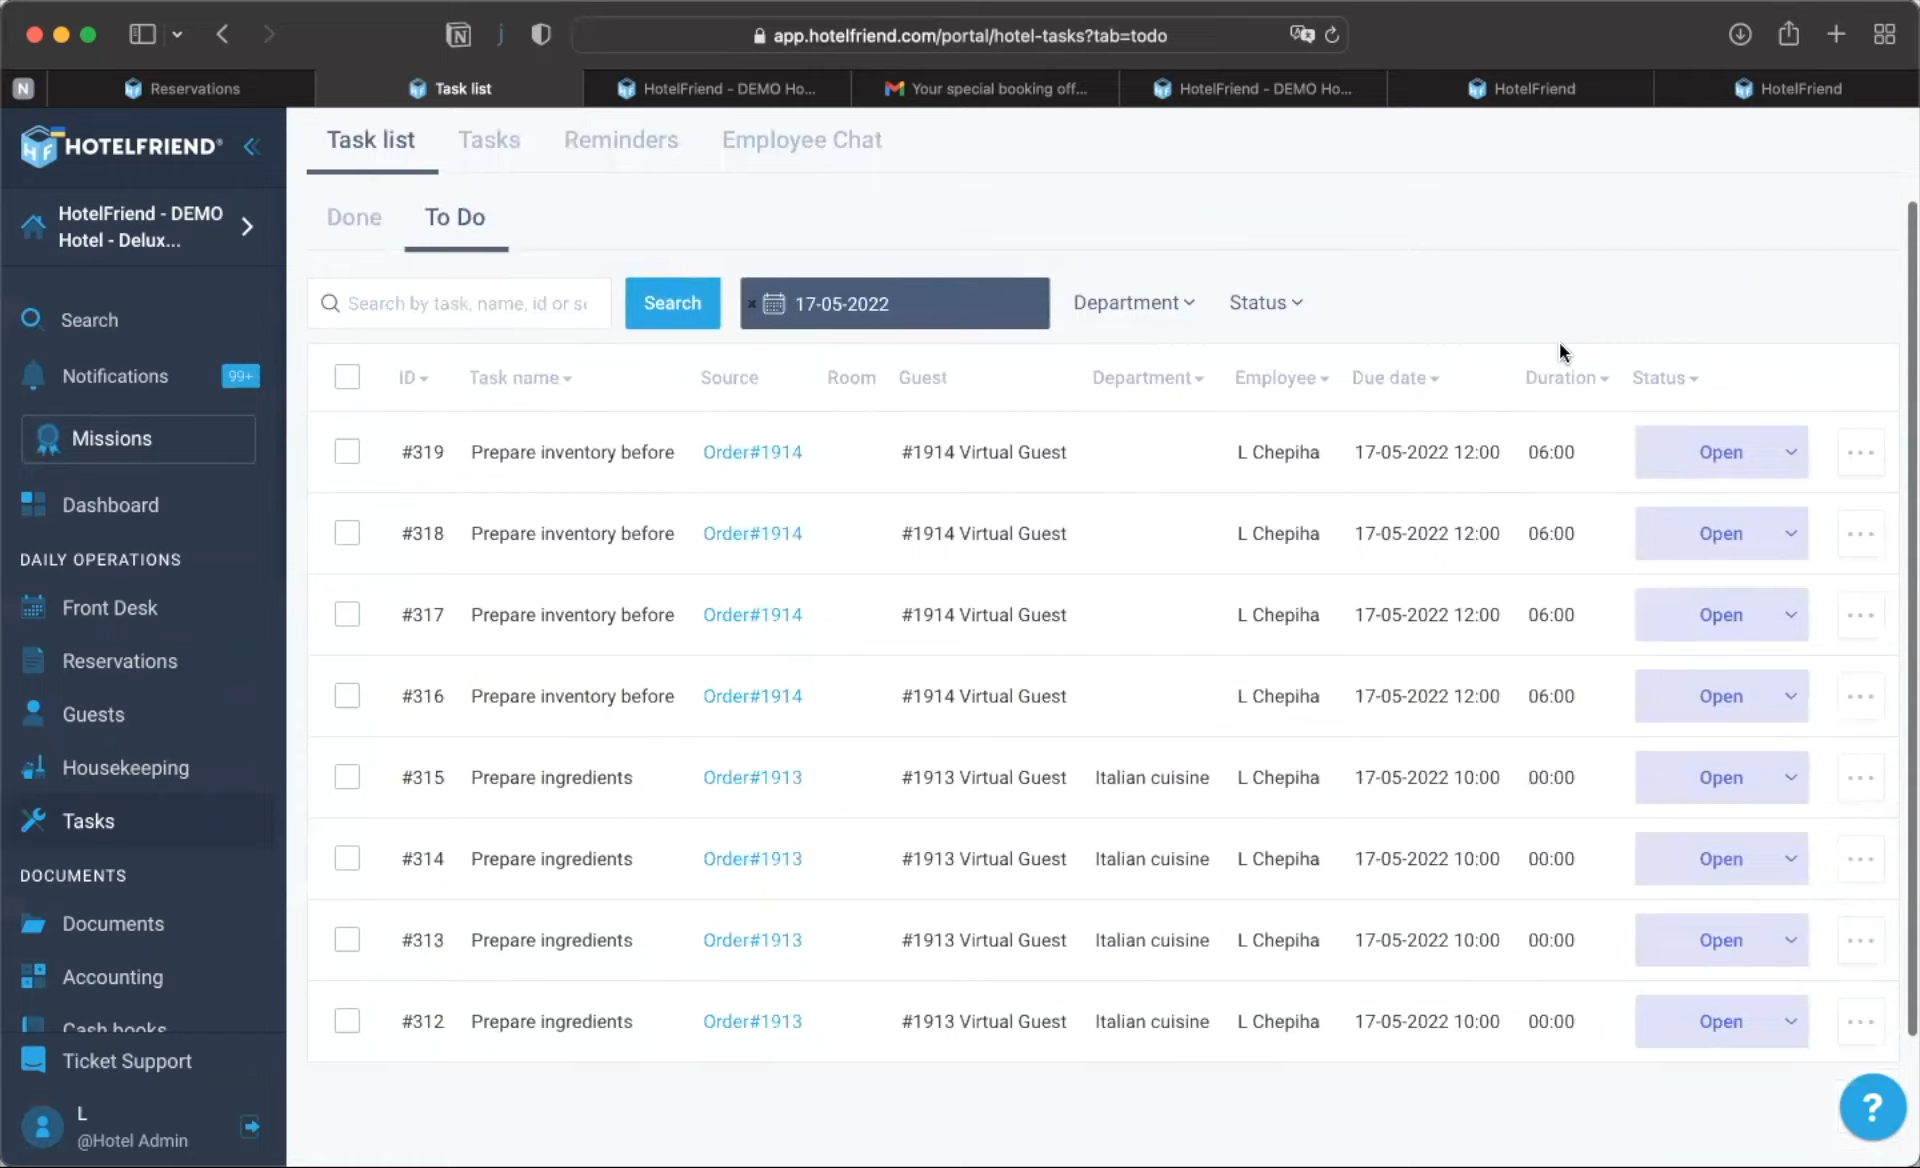 app.hotelfriend.com/portal/hotel-tasks?tab=todo
N
Reservations
Task list
HotelFriend - DEMO Ho...
Your special booking off...
HotelFriend - DEMO Ho...
HotelFriend
HotelFriend
HOTELFRIEND®
HotelFriend - DEMO
Hotel - Delux...
Search
Notifications 99+
Missions
Dashboard
DAILY OPERATIONS
Front Desk
Reservations
Guests
Housekeeping
Tasks
DOCUMENTS
Documents
Accounting
Cash books
Ticket Support
L
@Hotel Admin
Task list Tasks Reminders Employee Chat
Done To Do
Search by task, name, id or so Search 17-05-2022 Department Status
ID Task name Source Room Guest Department Employee Due date Duration Status
#319 Prepare inventory before Order#1914 #1914 Virtual Guest L Chepiha 17-05-2022 12:00 06:00 Open
#318 Prepare inventory before Order#1914 #1914 Virtual Guest L Chepiha 17-05-2022 12:00 06:00 Open
#317 Prepare inventory before Order#1914 #1914 Virtual Guest L Chepiha 17-05-2022 12:00 06:00 Open
#316 Prepare inventory before Order#1914 #1914 Virtual Guest L Chepiha 17-05-2022 12:00 06:00 Open
#315 Prepare ingredients Order#1913 #1913 Virtual Guest Italian cuisine L Chepiha 17-05-2022 10:00 00:00 Open
#314 Prepare ingredients Order#1913 #1913 Virtual Guest Italian cuisine L Chepiha 17-05-2022 10:00 00:00 Open
#313 Prepare ingredients Order#1913 #1913 Virtual Guest Italian cuisine L Chepiha 17-05-2022 10:00 00:00 Open
#312 Prepare ingredients Order#1913 #1913 Virtual Guest Italian cuisine L Chepiha 17-05-2022 10:00 00:00 Open
?